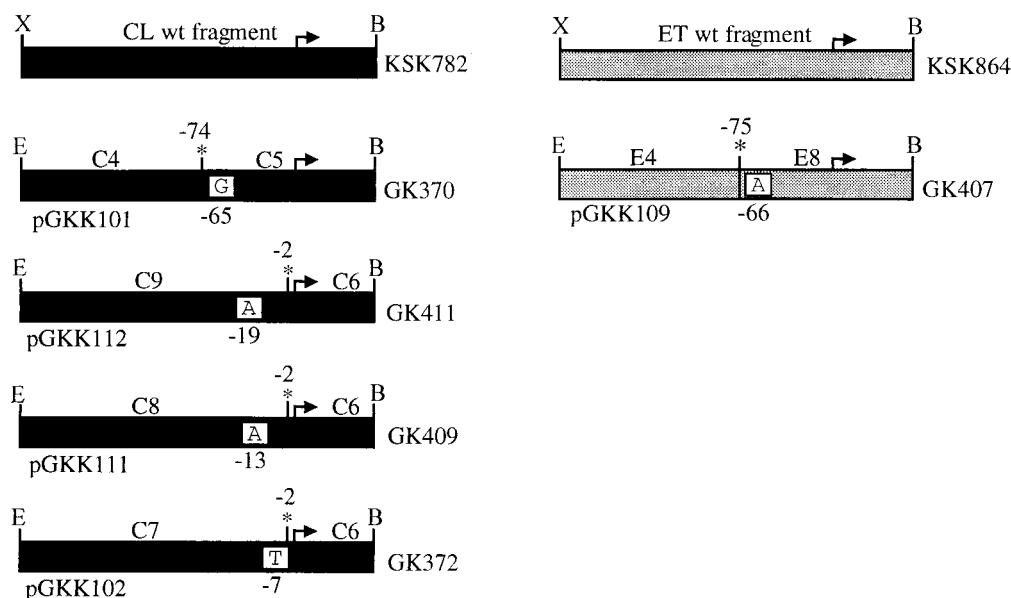 X CL wt fragment B
KSK782
X ET wt fragment B
KSK864
-74
E C4 * C5 B
G
GK370
pGKK101 -65
-75
E E4 * E8 B
A
GK407
pGKK109 -66
-2
E C9 * C6 B
A
GK411
pGKK112 -19
-2
E C8 * C6 B
A
GK409
pGKK111 -13
-2
E C7 * C6 B
T
GK372
pGKK102 -7